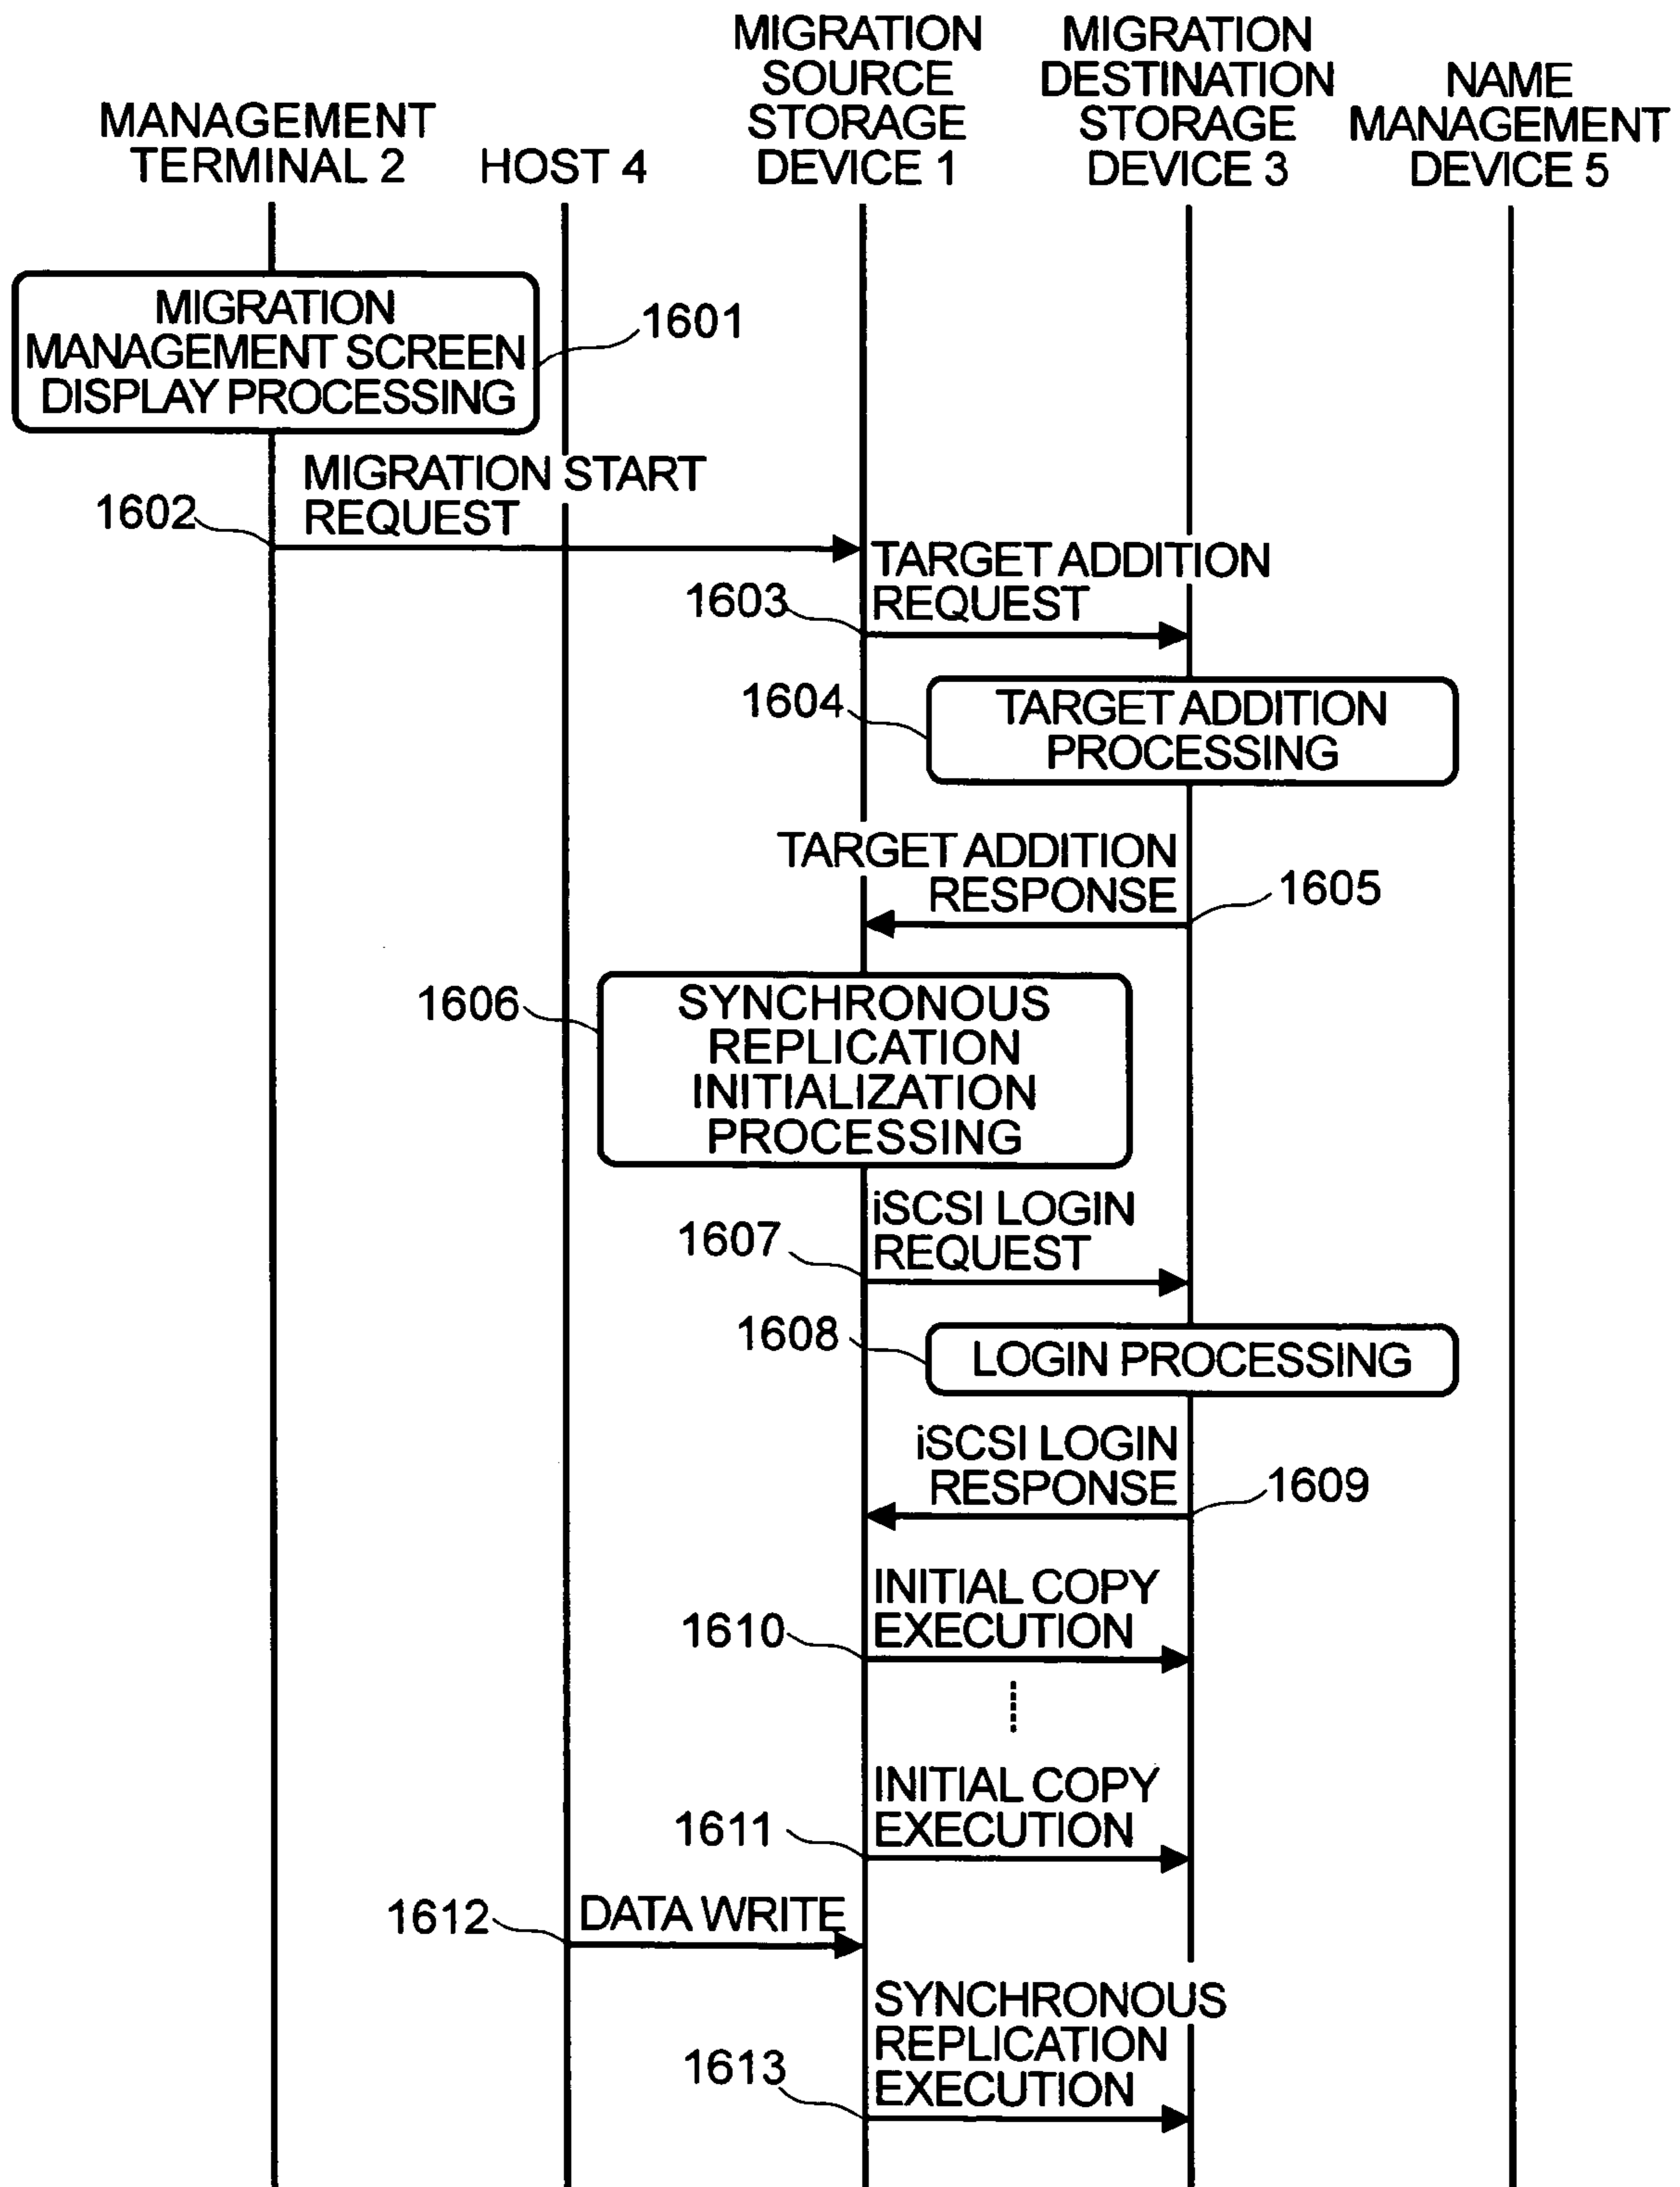 MANAGEMENT
TERMINAL 2
HOST 4
MIGRATION
SOURCE
STORAGE
DEVICE 1
MIGRATION
DESTINATION
STORAGE
DEVICE 3
NAME
MANAGEMENT
DEVICE 5
MIGRATION
MANAGEMENT SCREEN
DISPLAY PROCESSING
1601
MIGRATION START
REQUEST
1602
TARGET ADDITION
REQUEST
1603
1604
TARGET ADDITION
PROCESSING
TARGET ADDITION
RESPONSE
1605
1606
SYNCHRONOUS
REPLICATION
INITIALIZATION
PROCESSING
iSCSI LOGIN
REQUEST
1607
1608
LOGIN PROCESSING
iSCSI LOGIN
RESPONSE
1609
INITIAL COPY
EXECUTION
1610
INITIAL COPY
EXECUTION
1611
1612
DATA WRITE
SYNCHRONOUS
REPLICATION
EXECUTION
1613